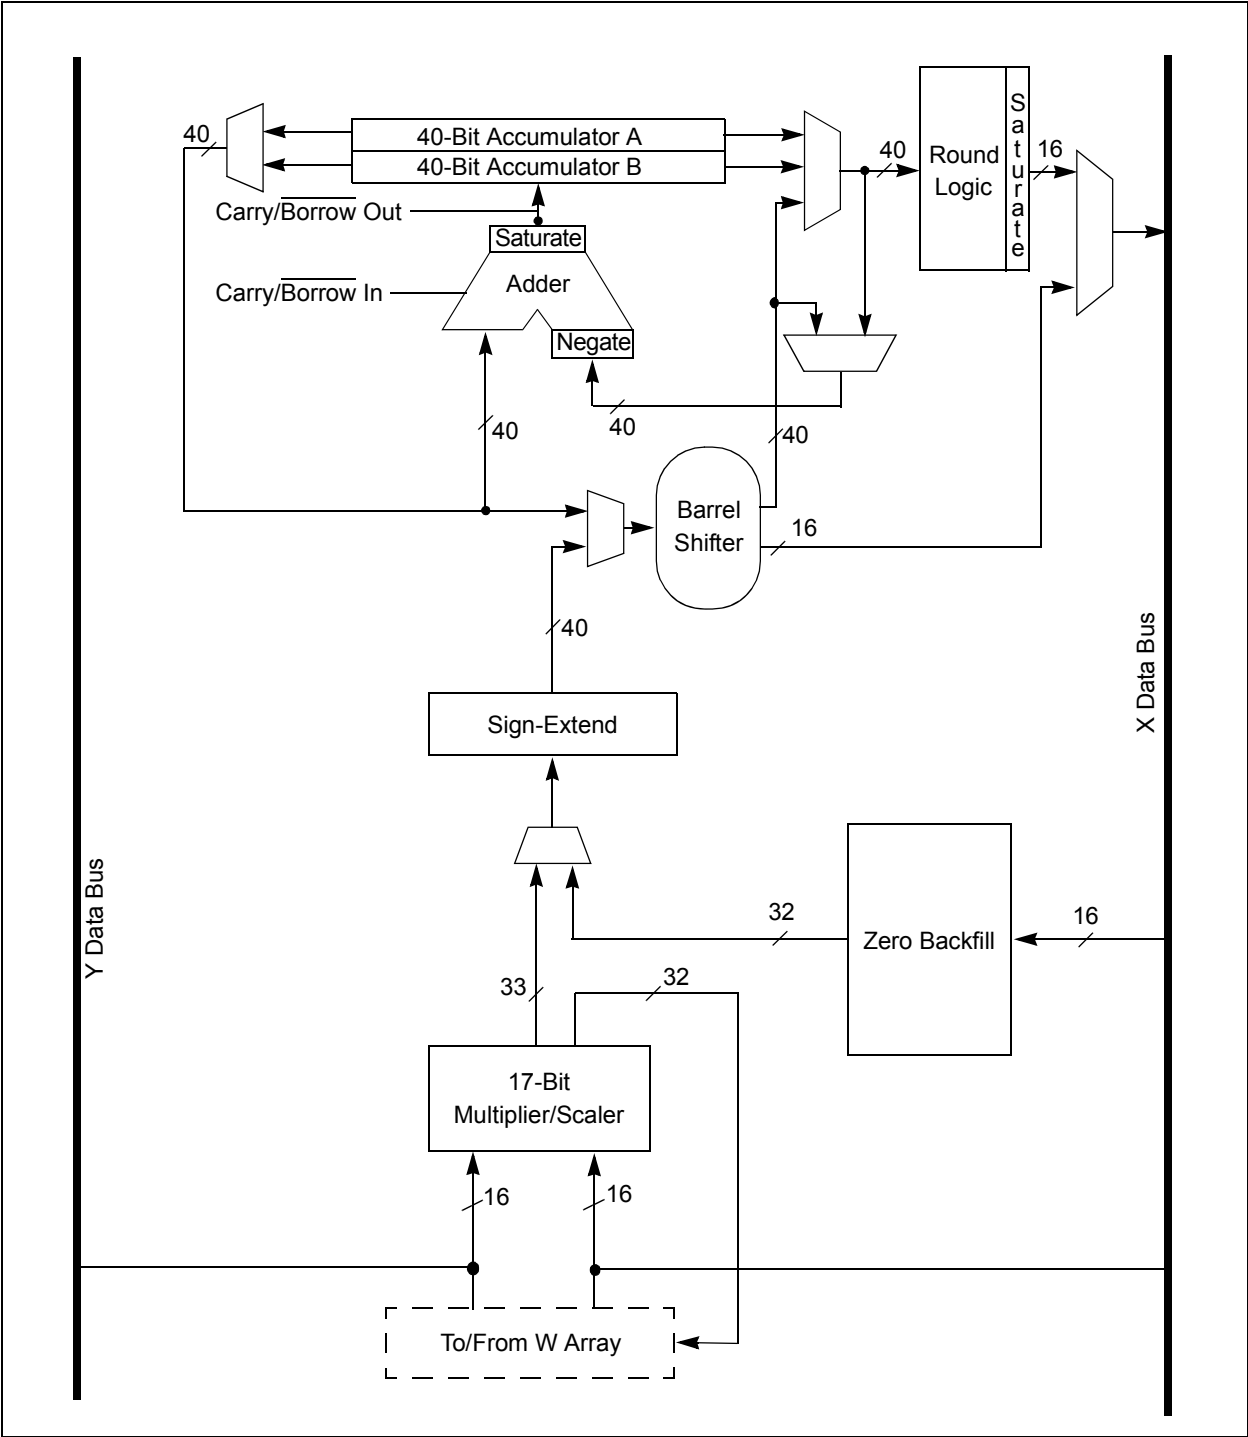 40
40-Bit Accumulator A
40-Bit Accumulator B
40
Round
Logic
Saturate
16
Carry/Borrow Out
Saturate
Adder
Carry/Borrow In
Negate
40
40
40
Barrel
Shifter
16
40
X Data Bus
Sign-Extend
Y Data Bus
32
Zero Backfill
16
33
32
17-Bit
Multiplier/Scaler
16
16
To/From W Array